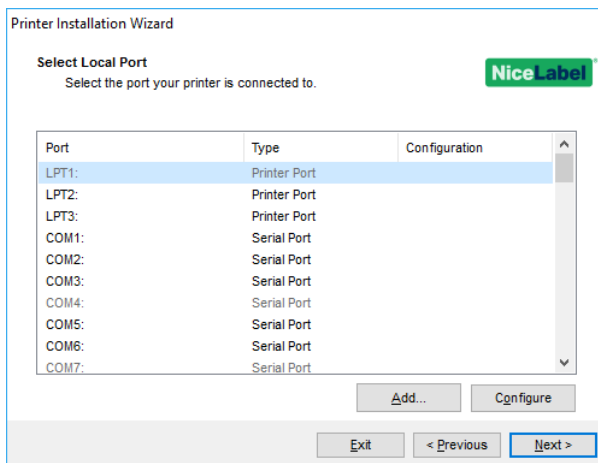 Printer Installation Wizard
Select Local Port
Select the port your printer is connected to.
NiceLabel
Port Type Configuration
LPT1: Printer Port
LPT2: Printer Port
LPT3: Printer Port
COM1: Serial Port
COM2: Serial Port
COM3: Serial Port
COM4: Serial Port
COM5: Serial Port
COM6: Serial Port
COM7: Serial Port
Add... Configure
Exit < Previous Next >